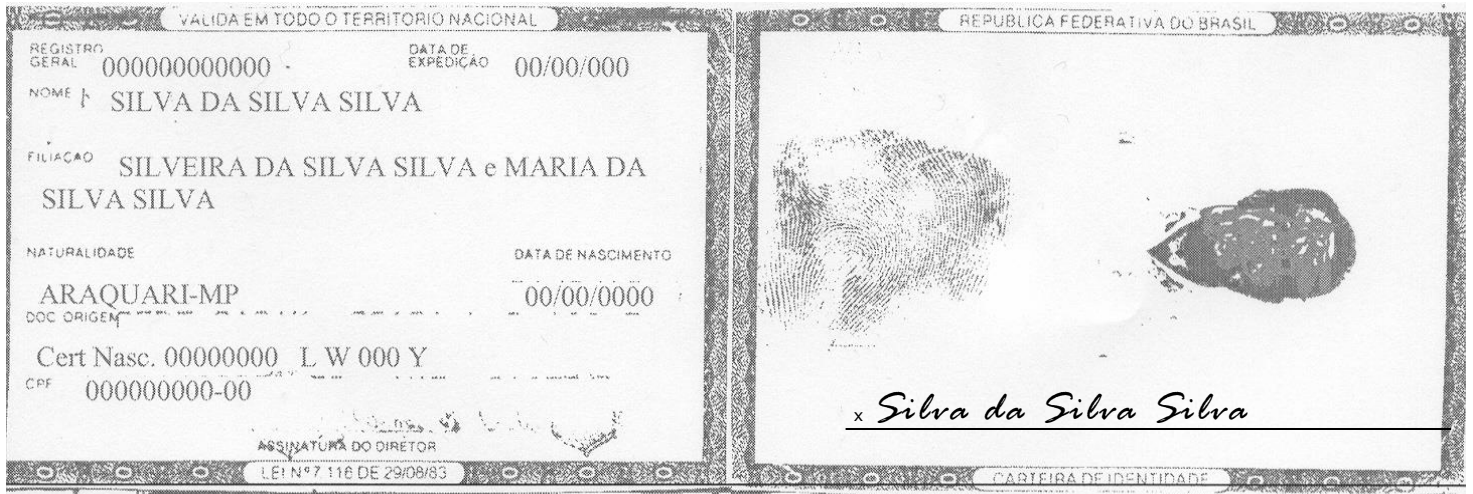 VALIDA EM TODO O TERRITORIO NACIONAL
REGISTRO GERAL 000000000000
DATA DE EXPEDIÇÃO 00/00/000
NOME SILVA DA SILVA SILVA
FILIAÇÃO SILVEIRA DA SILVA SILVA e MARIA DA
SILVA SILVA
NATURALIDADE DATA DE NASCIMENTO
ARAQUARI-MP 00/00/0000
DOC ORIGEM
Cert Nasc. 00000000 L W 000 Y
CPF 000000000-00
ASSINATURA DO DIRETOR
LEI Nº 7.116 DE 29/08/83
REPUBLICA FEDERATIVA DO BRASIL
x Silva da Silva Silva
CARTEIRA DE IDENTIDADE